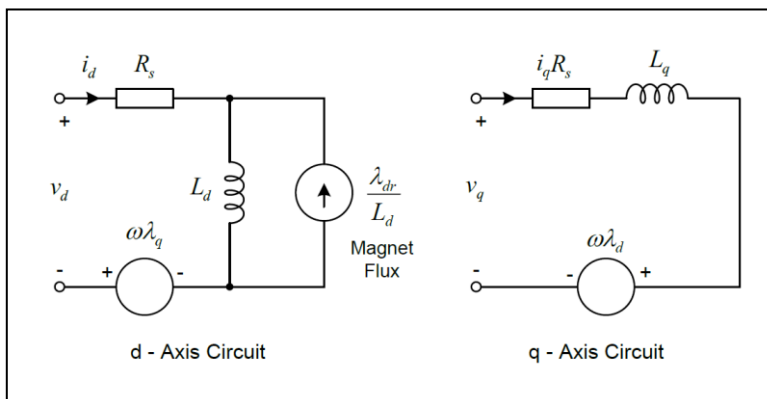 i_d
R_s
+
v_d
L_d
λ_dr
L_d
Magnet
Flux
ωλ_q
- + -
d - Axis Circuit
i_qR_s
L_q
+
v_q
ωλ_d
- - +
q - Axis Circuit